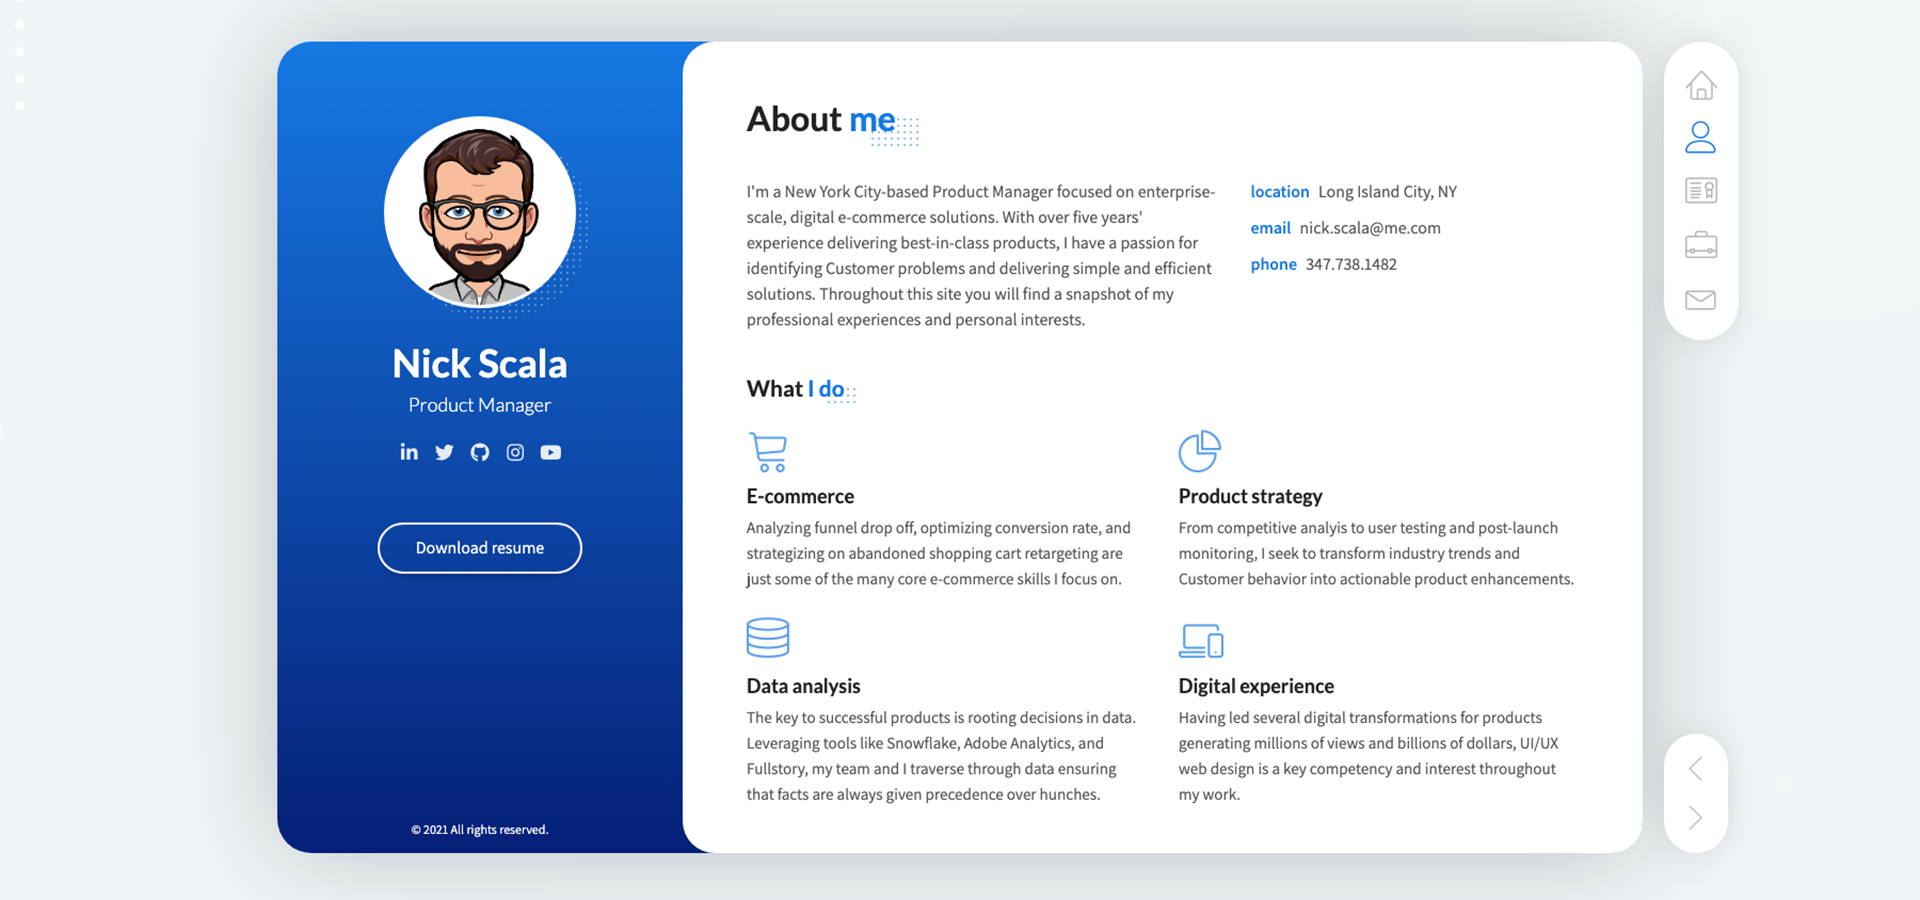 Nick Scala
Product Manager
Download resume
© 2021 All rights reserved.
About me
I'm a New York City-based Product Manager focused on enterprise-
scale, digital e-commerce solutions. With over five years'
experience delivering best-in-class products, I have a passion for
identifying Customer problems and delivering simple and efficient
solutions. Throughout this site you will find a snapshot of my
professional experiences and personal interests.
location Long Island City, NY
email nick.scala@me.com
phone 347.738.1482
What I do
E-commerce
Analyzing funnel drop off, optimizing conversion rate, and
strategizing on abandoned shopping cart retargeting are
just some of the many core e-commerce skills I focus on.
Product strategy
From competitive analyis to user testing and post-launch
monitoring, I seek to transform industry trends and
Customer behavior into actionable product enhancements.
Data analysis
The key to successful products is rooting decisions in data.
Leveraging tools like Snowflake, Adobe Analytics, and
Fullstory, my team and I traverse through data ensuring
that facts are always given precedence over hunches.
Digital experience
Having led several digital transformations for products
generating millions of views and billions of dollars, UI/UX
web design is a key competency and interest throughout
my work.